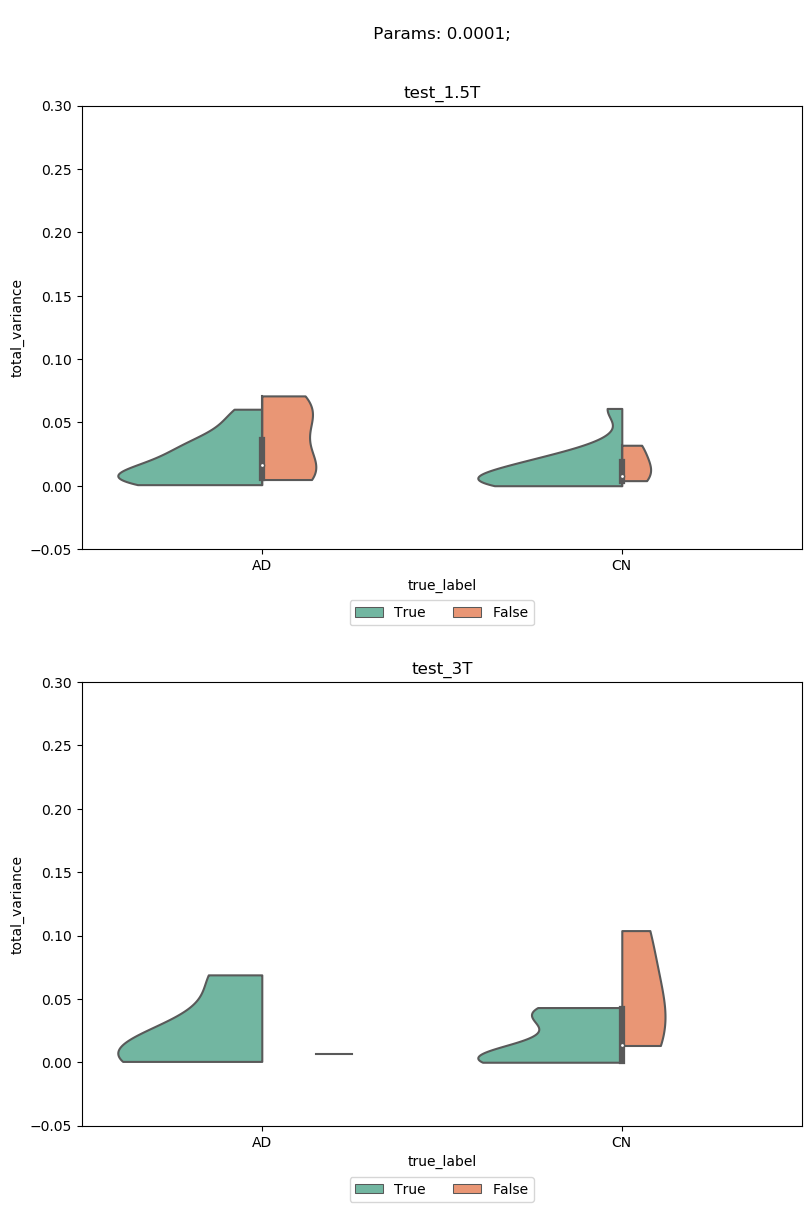 Params: 0.0001;
test_1.5T
0.30
0.25
0.20
0.15
0.10
0.05
0.00
−0.05
total_variance
AD CN
true_label
True False
test_3T
0.30
0.25
0.20
0.15
0.10
0.05
0.00
−0.05
total_variance
AD CN
true_label
True False